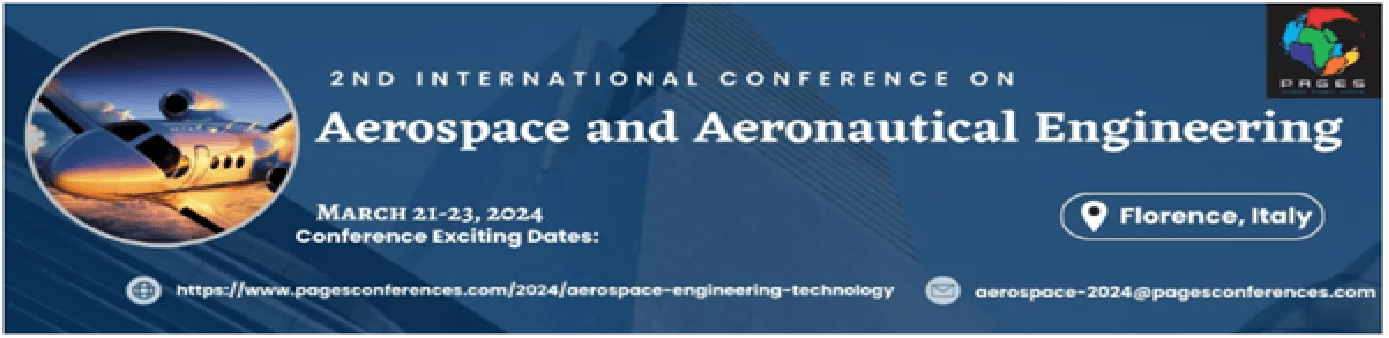 2ND INTERNATIONAL CONFERENCE ON
Aerospace and Aeronautical Engineering
PAGES
MARCH 21-23, 2024
Conference Exciting Dates:
Florence, Italy
https://www.pagesconferences.com/2024/aerospace-engineering-technology
aerospace-2024@pagesconferences.com